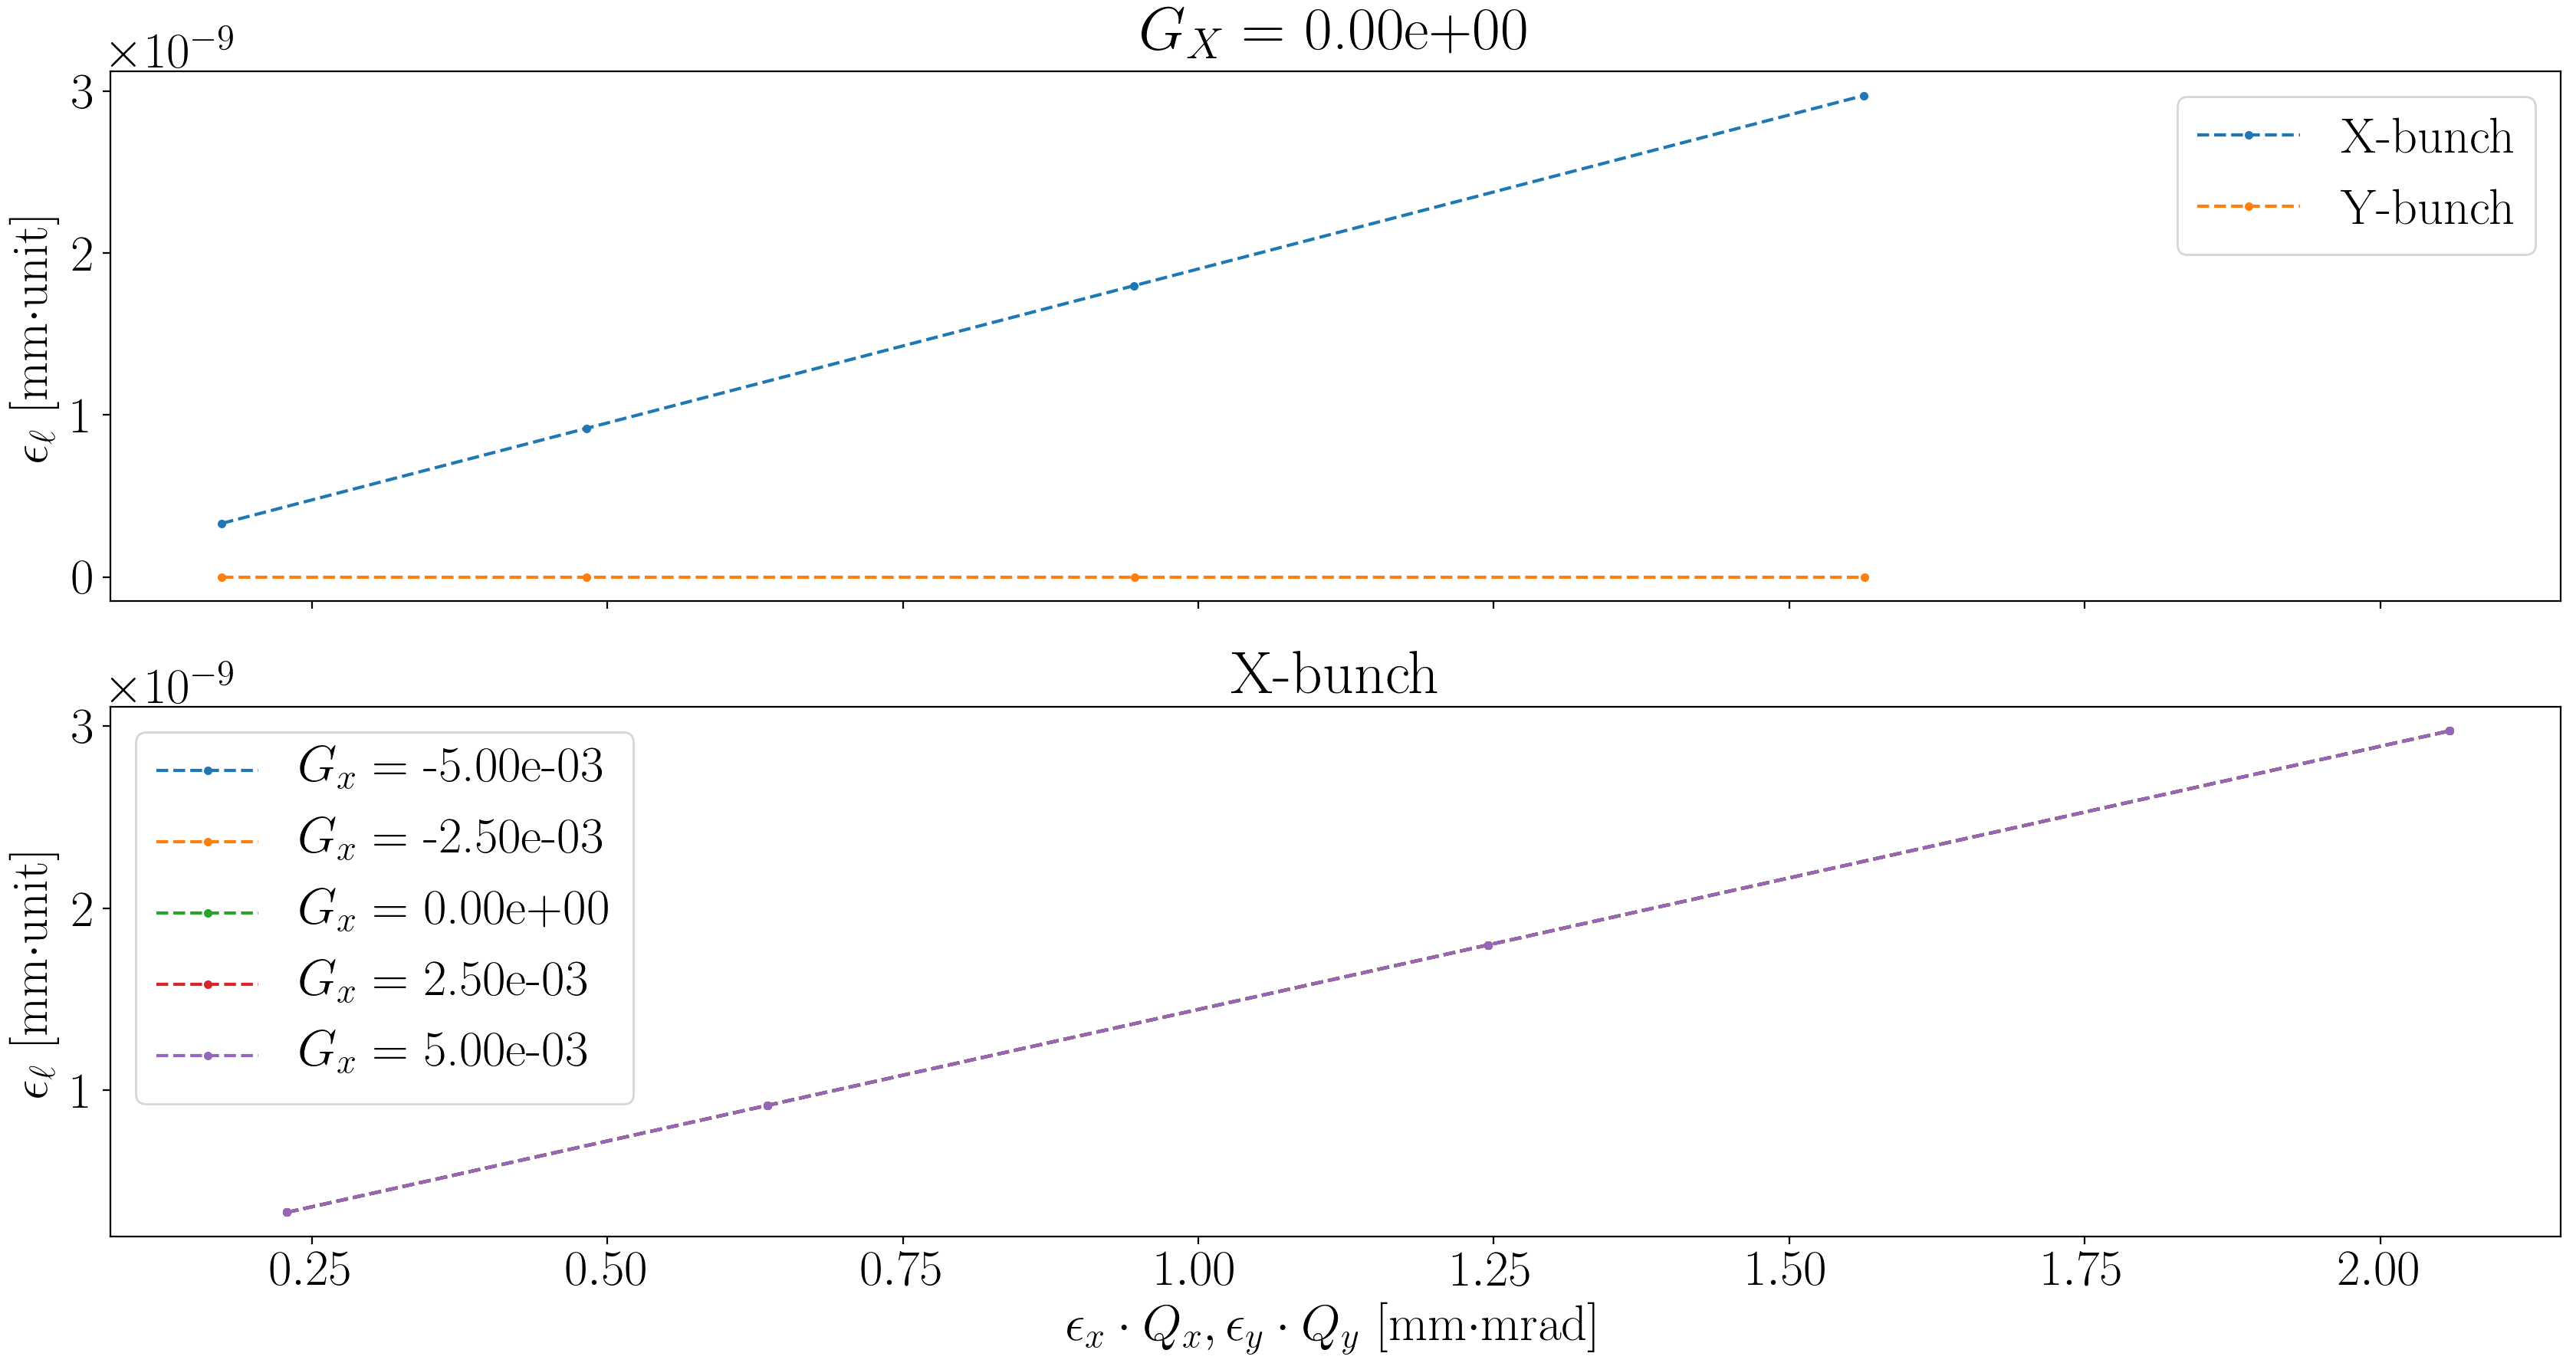 G_X = 0.00e+00
×10⁻⁹
3
2
1
0
ϵ_ℓ [mm·unit]
X-bunch
Y-bunch
X-bunch
×10⁻⁹
3
2
1
ϵ_ℓ [mm·unit]
G_x = -5.00e-03
G_x = -2.50e-03
G_x = 0.00e+00
G_x = 2.50e-03
G_x = 5.00e-03
0.25 0.50 0.75 1.00 1.25 1.50 1.75 2.00
ϵ_x · Q_x, ϵ_y · Q_y [mm·mrad]